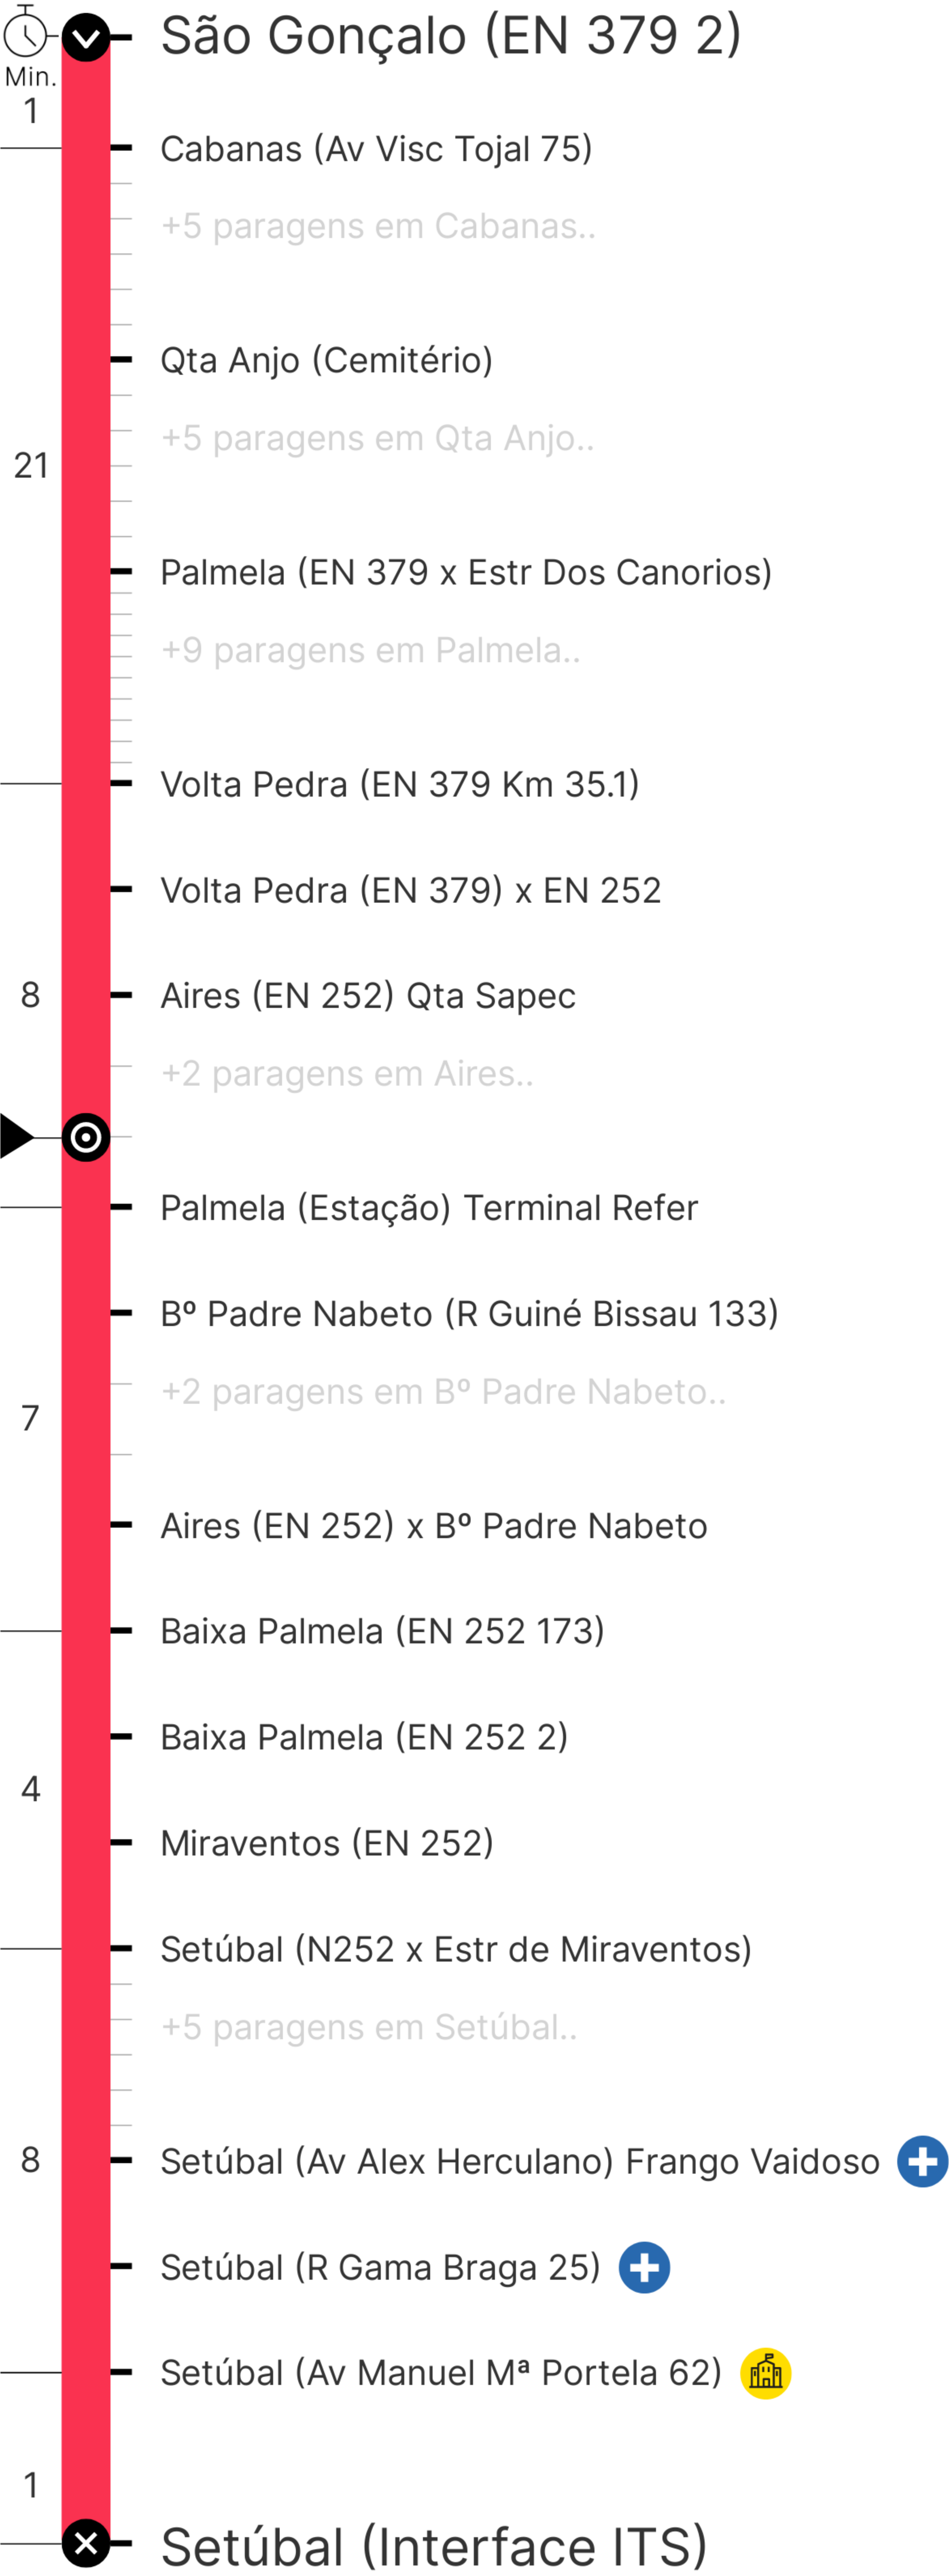 São Gonçalo (EN 379 2)
Min.
1
Cabanas (Av Visc Tojal 75)
+5 paragens em Cabanas..
Qta Anjo (Cemitério)
+5 paragens em Qta Anjo..
21
Palmela (EN 379 x Estr Dos Canorios)
+9 paragens em Palmela..
Volta Pedra (EN 379 Km 35.1)
Volta Pedra (EN 379) x EN 252
8
Aires (EN 252) Qta Sapec
+2 paragens em Aires..
Palmela (Estação) Terminal Refer
Bº Padre Nabeto (R Guiné Bissau 133)
+2 paragens em Bº Padre Nabeto..
7
Aires (EN 252) x Bº Padre Nabeto
Baixa Palmela (EN 252 173)
Baixa Palmela (EN 252 2)
4
Miraventos (EN 252)
Setúbal (N252 x Estr de Miraventos)
+5 paragens em Setúbal..
8
Setúbal (Av Alex Herculano) Frango Vaidoso
Setúbal (R Gama Braga 25)
Setúbal (Av Manuel Mª Portela 62)
1
Setúbal (Interface ITS)